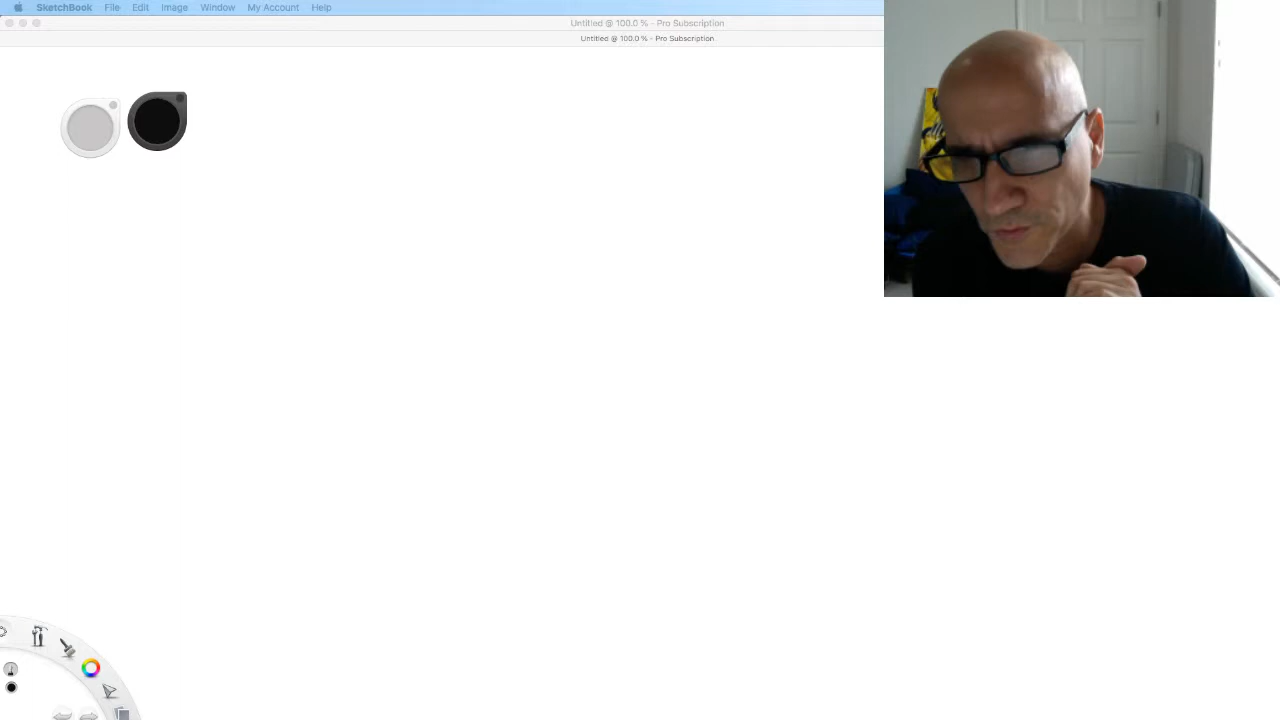 SketchBook File Edit Image Window My Account Help
Untitled @ 100.0 % - Pro Subscription
Untitled @ 100.0 % - Pro Subscription